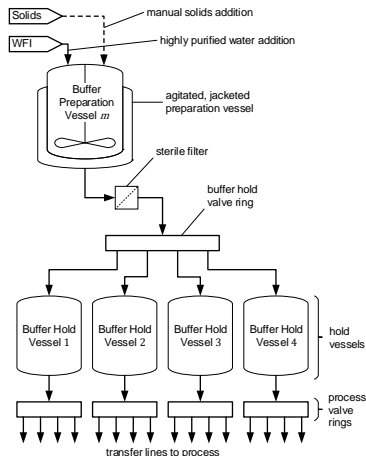 Solids
manual solids addition
WFI
highly purified water addition
Buffer
Preparation
Vessel m
agitated, jacketed
preparation vessel
sterile filter
buffer hold
valve ring
Buffer Hold
Vessel 1
Buffer Hold
Vessel 2
Buffer Hold
Vessel 3
Buffer Hold
Vessel 4
hold
vessels
process
valve
rings
transfer lines to process